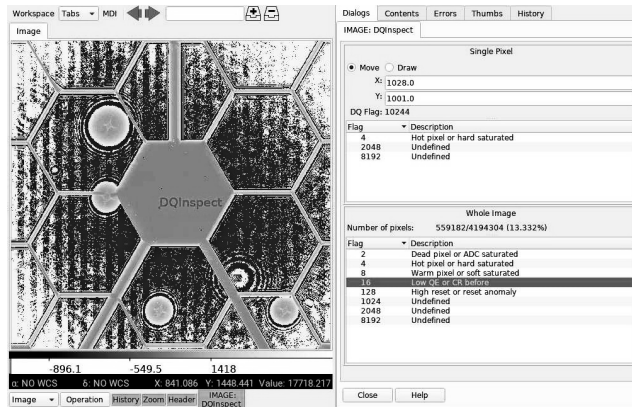 Workspace Tabs MDI
Image
DQInspect
-896.1 -549.5 1418
α: NO WCS δ: NO WCS X: 841.086 Y: 1448.441 Value: 17718.217
Image Operation History Zoom Header IMAGE: DQInspect
Dialogs Contents Errors Thumbs History
IMAGE: DQInspect
Single Pixel
Move Draw
X: 1028.0
Y: 1001.0
DQ Flag: 10244
Flag Description
4 Hot pixel or hard saturated
2048 Undefined
8192 Undefined
Whole Image
Number of pixels: 559182/4194304 (13.332%)
Flag Description
2 Dead pixel or ADC saturated
4 Hot pixel or hard saturated
8 Warm pixel or soft saturated
16 Low QE or CR before
128 High reset or reset anomaly
1024 Undefined
2048 Undefined
8192 Undefined
Close Help